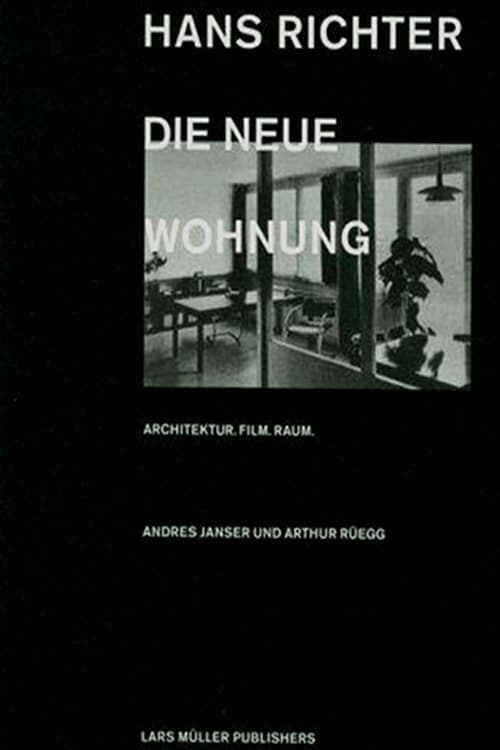 HANS RICHTER
DIE NEUE
WOHNUNG
ARCHITEKTUR. FILM. RAUM.
ANDRES JANSER UND ARTHUR RÜEGG
LARS MÜLLER PUBLISHERS